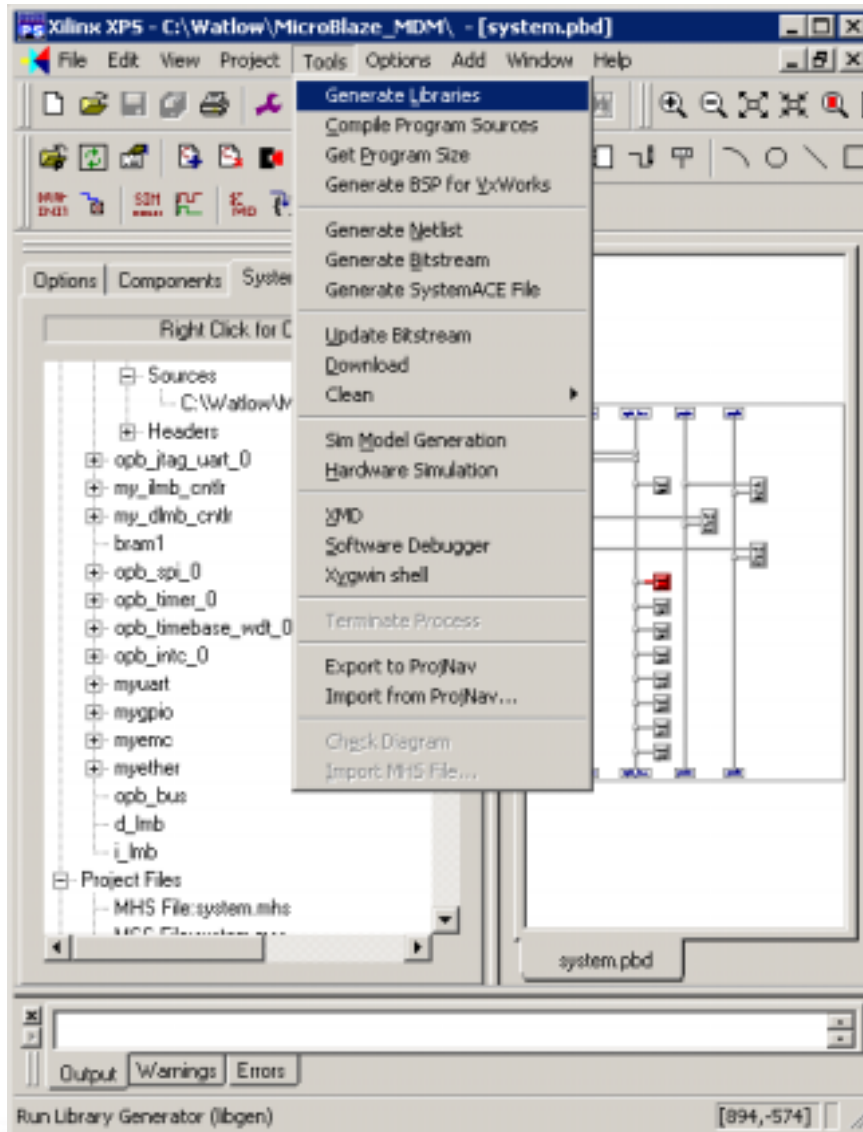 Xilinx XPS - C:\Watlow\MicroBlaze_MDM\ - [system.pbd]
File Edit View Project Tools Options Add Window Help
Generate Libraries
Compile Program Sources
Get Program Size
Generate BSP for VxWorks
Generate Netlist
Generate Bitstream
Generate SystemACE File
Update Bitstream
Download
Clean
Sim Model Generation
Hardware Simulation
XMD
Software Debugger
Xygwin shell
Terminate Process
Export to ProjNav
Import from ProjNav...
Check Diagram
Import MHS File...
Options Components System
Right Click for
Sources
C:\Watlow\M
Headers
opb_jtag_uart_0
my_ilmb_cntlr
my_dlmb_cntlr
bram1
opb_spi_0
opb_timer_0
opb_timebase_wdt_0
opb_intc_0
myuart
mygpio
myemc
myether
opb_bus
d_lmb
i_lmb
Project Files
MHS File:system.mhs
system.pbd
Output Warnings Errors
Run Library Generator (libgen)
[894,-574]